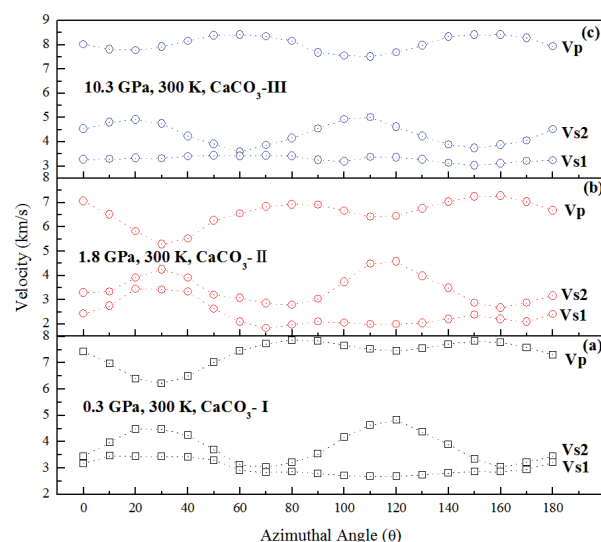 (c)
9
8
7
6
5
4
3
8
Vp
10.3 GPa, 300 K, CaCO3-III
Vs2
Vs1
Velocity (km/s)
(b)
7
6
5
4
3
2
8
Vp
1.8 GPa, 300 K, CaCO3-Ⅱ
Vs2
Vs1
(a)
7
6
5
4
3
2
Vp
0.3 GPa, 300 K, CaCO3- I
Vs2
Vs1
0 20 40 60 80 100 120 140 160 180
Azimuthal Angle (θ)